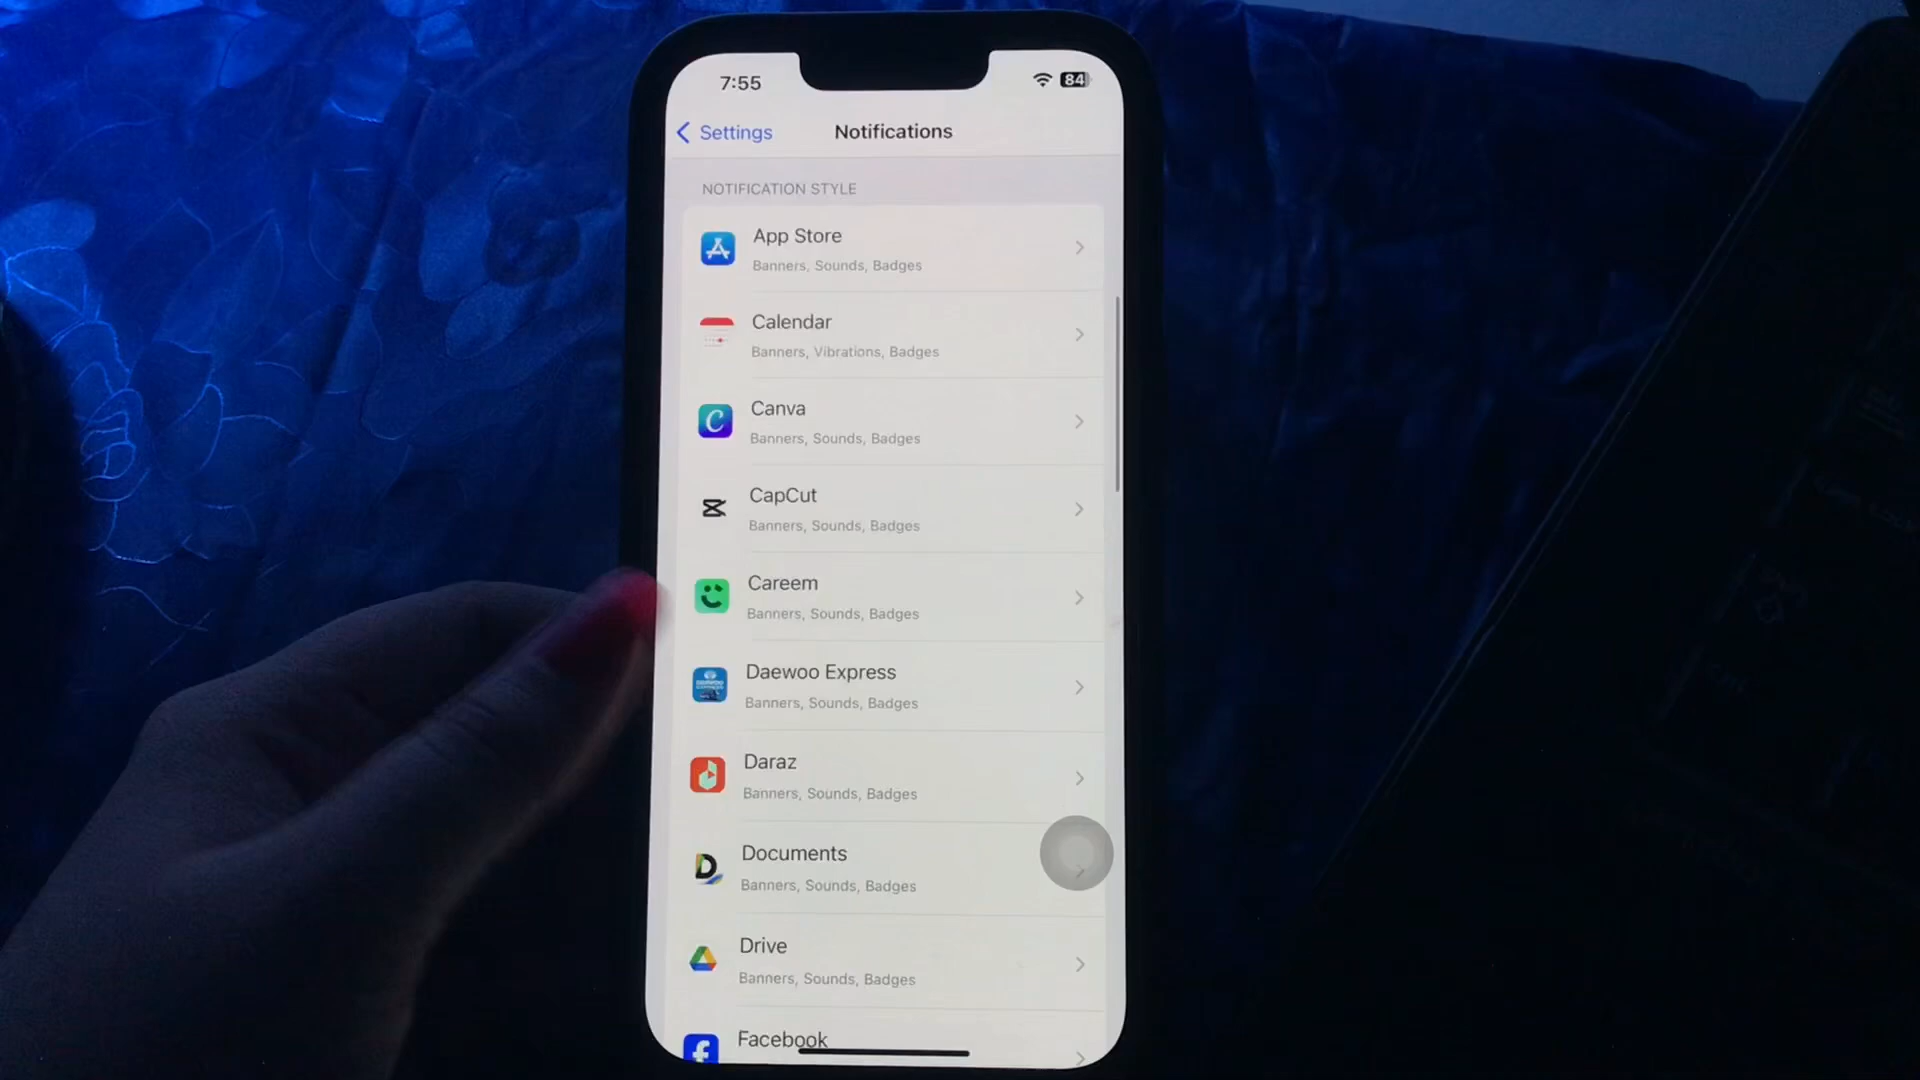 7:55
84
Settings
Notifications
NOTIFICATION STYLE
App Store
Banners, Sounds, Badges
Calendar
Banners, Vibrations, Badges
Canva
Banners, Sounds, Badges
CapCut
Banners, Sounds, Badges
Careem
Banners, Sounds, Badges
Daewoo Express
Banners, Sounds, Badges
Daraz
Banners, Sounds, Badges
Documents
Banners, Sounds, Badges
Drive
Banners, Sounds, Badges
Facebook